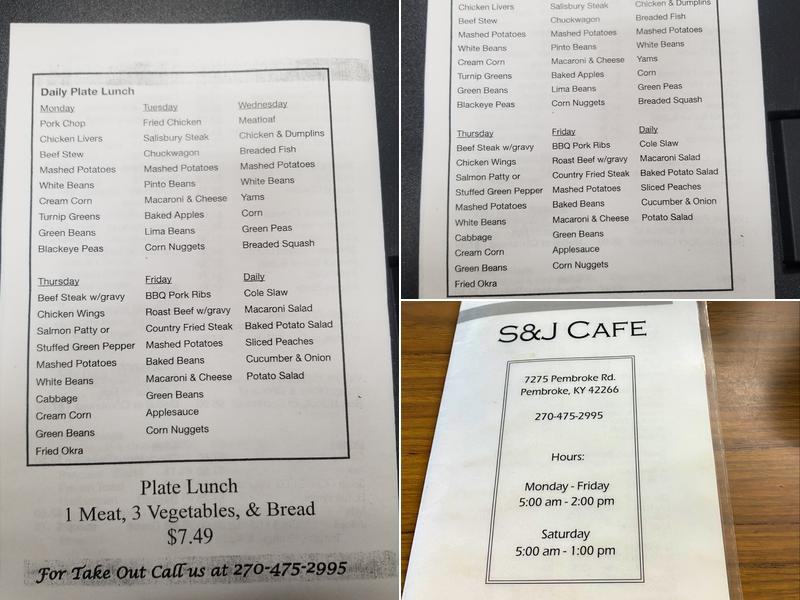 Daily Plate Lunch
Monday
Pork Chop
Chicken Livers
Beef Stew
Mashed Potatoes
White Beans
Cream Corn
Turnip Greens
Green Beans
Blackeye Peas
Tuesday
Fried Chicken
Salisbury Steak
Chuckwagon
Mashed Potatoes
Pinto Beans
Macaroni & Cheese
Baked Apples
Lima Beans
Corn Nuggets
Wednesday
Meatloaf
Chicken & Dumplins
Breaded Fish
Mashed Potatoes
White Beans
Yams
Corn
Green Peas
Breaded Squash
Thursday
Beef Steak w/gravy
Chicken Wings
Salmon Patty or
Stuffed Green Pepper
Mashed Potatoes
White Beans
Cabbage
Cream Corn
Green Beans
Fried Okra
Friday
BBQ Pork Ribs
Roast Beef w/gravy
Country Fried Steak
Mashed Potatoes
Baked Beans
Macaroni & Cheese
Green Beans
Applesauce
Corn Nuggets
Daily
Cole Slaw
Macaroni Salad
Baked Potato Salad
Sliced Peaches
Cucumber & Onion
Potato Salad
Plate Lunch
1 Meat, 3 Vegetables, & Bread
$7.49
For Take Out Call us at 270-475-2995
Chicken Livers
Beef Stew
Mashed Potatoes
White Beans
Cream Corn
Turnip Greens
Green Beans
Blackeye Peas
Salisbury Steak
Chuckwagon
Mashed Potatoes
Pinto Beans
Macaroni & Cheese
Baked Apples
Lima Beans
Corn Nuggets
Chicken & Dumplins
Breaded Fish
Mashed Potatoes
White Beans
Yams
Corn
Green Peas
Breaded Squash
Thursday
Beef Steak w/gravy
Chicken Wings
Salmon Patty or
Stuffed Green Pepper
Mashed Potatoes
White Beans
Cabbage
Cream Corn
Green Beans
Fried Okra
Friday
BBQ Pork Ribs
Roast Beef w/gravy
Country Fried Steak
Mashed Potatoes
Baked Beans
Macaroni & Cheese
Green Beans
Applesauce
Corn Nuggets
Daily
Cole Slaw
Macaroni Salad
Baked Potato Salad
Sliced Peaches
Cucumber & Onion
Potato Salad
S&J CAFE
7275 Pembroke Rd.
Pembroke, KY 42266
270-475-2995
Hours:
Monday - Friday
5:00 am - 2:00 pm
Saturday
5:00 am - 1:00 pm